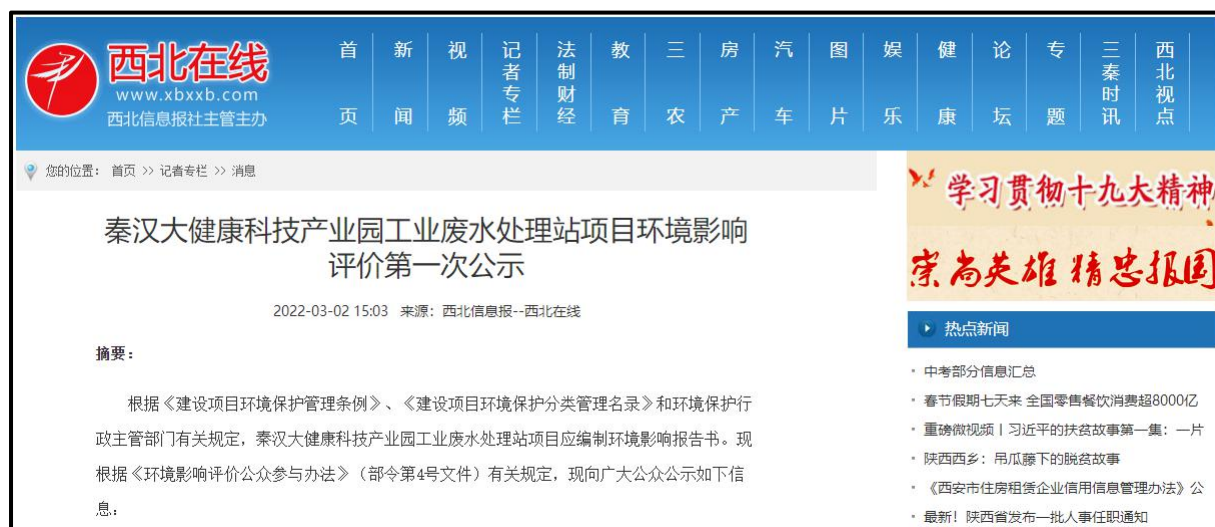 西北在线
www.xbxxb.com
西北信息报社主管主办
首页
新闻
视频
记者专栏
法制财经
教育
三农
房产
汽车
图片
娱乐
健康
论坛
专题
三秦时讯
西北视点
您的位置： 首页 >> 记者专栏 >> 消息
秦汉大健康科技产业园工业废水处理站项目环境影响
评价第一次公示
2022-03-02 15:03 来源：西北信息报--西北在线
摘要：
根据《建设项目环境保护管理条例》、《建设项目环境保护分类管理名录》和环境保护行
政主管部门有关规定，秦汉大健康科技产业园工业废水处理站项目应编制环境影响报告书。现
根据《环境影响评价公众参与办法》（部令第4号文件）有关规定，现向广大公众公示如下信
息：
学习贯彻十九大精神
崇尚英雄 精忠报国
热点新闻
中考部分信息汇总
春节假期七天来 全国零售餐饮消费超8000亿
重磅微视频丨习近平的扶贫故事第一集：一片
陕西西乡：吊瓜藤下的脱贫故事
《西安市住房租赁企业信用信息管理办法》公
最新！陕西省发布一批人事任职通知